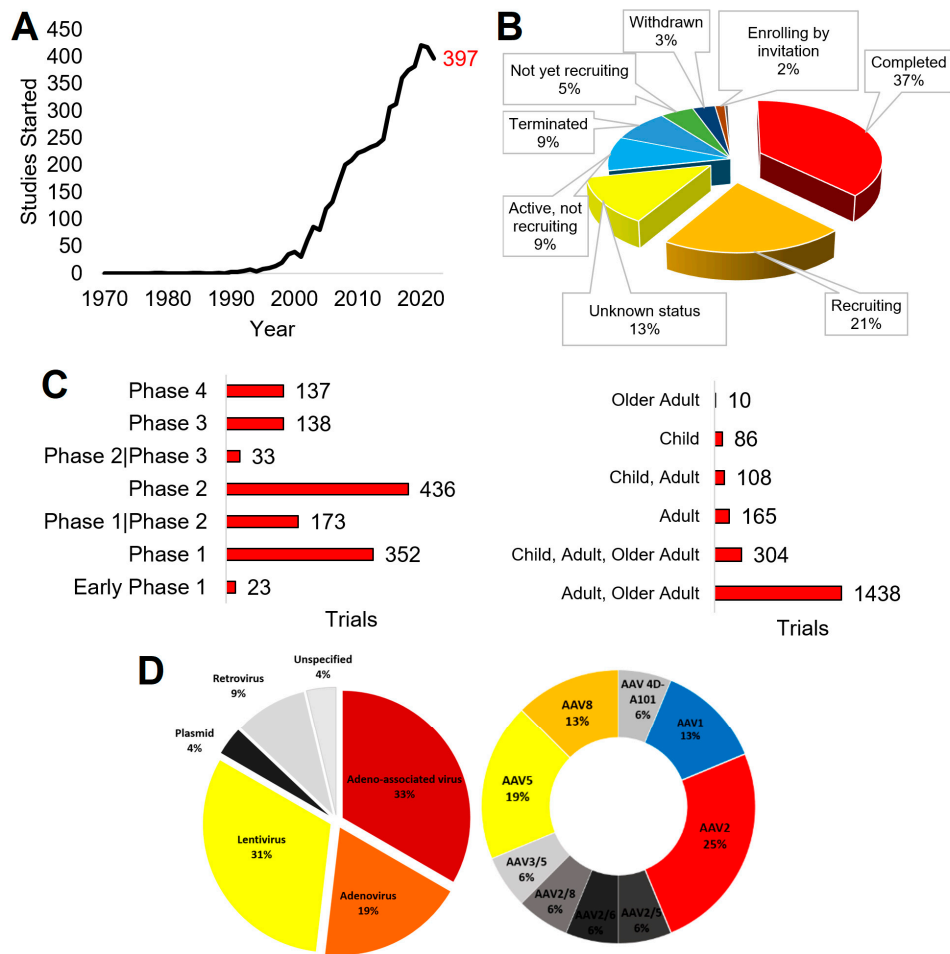 A
450
400
350
300
250
200
150
100
50
0
397
Studies Started
1970 1980 1990 2000 2010 2020
Year
B
Withdrawn
3%
Enrolling by
invitation
2%
Completed
37%
Not yet recruiting
5%
Terminated
9%
Active, not
recruiting
9%
Unknown status
13%
Recruiting
21%
C
Phase 4 137
Phase 3 138
Phase 2|Phase 3 33
Phase 2 436
Phase 1|Phase 2 173
Phase 1 352
Early Phase 1 23
Trials
Older Adult 10
Child 86
Child, Adult 108
Adult 165
Child, Adult, Older Adult 304
Adult, Older Adult 1438
Trials
D
Unspecified
4%
Retrovirus
9%
Plasmid
4%
Adeno-associated virus
33%
Lentivirus
31%
Adenovirus
19%
AAV 4D-
A101
6%
AAV1
13%
AAV8
13%
AAV5
19%
AAV2
25%
AAV3/5
6%
AAV2/8
6%
AAV2/6
6%
AAV2/5
6%